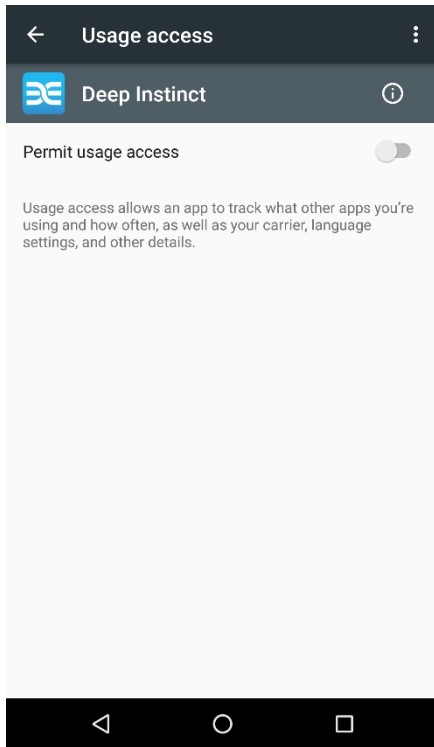 Usage access
Deep Instinct
Permit usage access
Usage access allows an app to track what other apps you're
using and how often, as well as your carrier, language
settings, and other details.